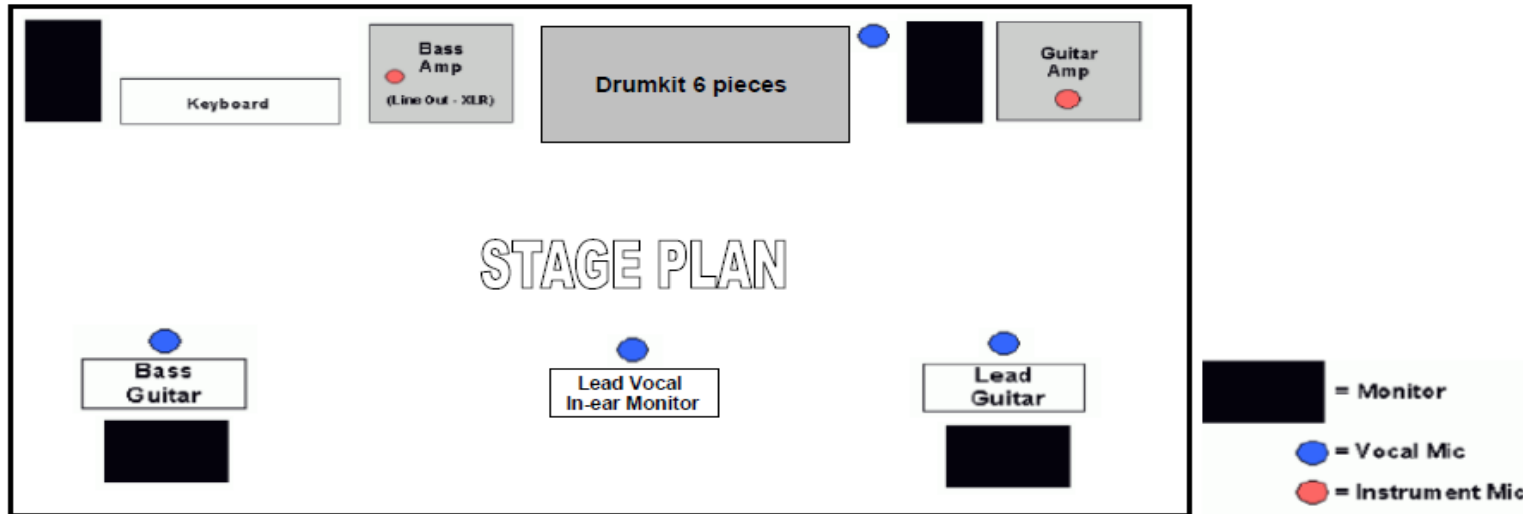 Bass
Amp
(Line Out - XLR)
Keyboard
Drumkit 6 pieces
Guitar
Amp
STAGE PLAN
Bass
Guitar
Lead Vocal
In-ear Monitor
Lead
Guitar
= Monitor
= Vocal Mic
= Instrument Mic